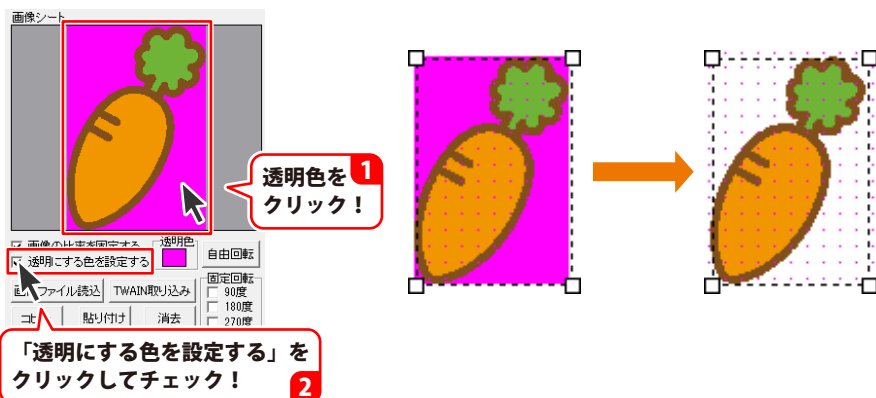 画像シート
透明色を 1
クリック!
画像の比率を固定する
透明色
透明にする色を設定する
自由回転
固定回転
ファイル読込
TWAIN取り込み
90度
180度
貼り付け
消去
270度
「透明にする色を設定する」を
クリックしてチェック! 2